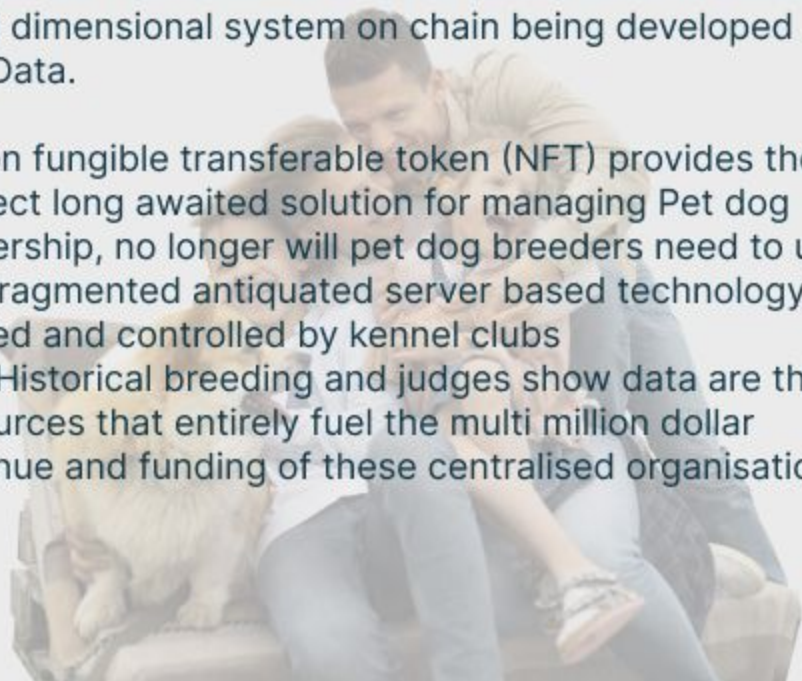 dimensional system on chain being developed
Data.
n fungible transferable token (NFT) provides the
ect long awaited solution for managing Pet dog
ership, no longer will pet dog breeders need to u
ragmented antiquated server based technology
ed and controlled by kennel clubs
Historical breeding and judges show data are th
urces that entirely fuel the multi million dollar
nue and funding of these centralised organisatio